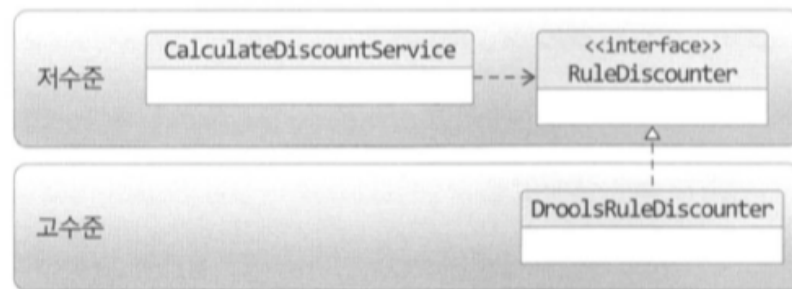 저수준
CalculateDiscountService
<<interface>>
RuleDiscounter
고수준
DroolsRuleDiscounter